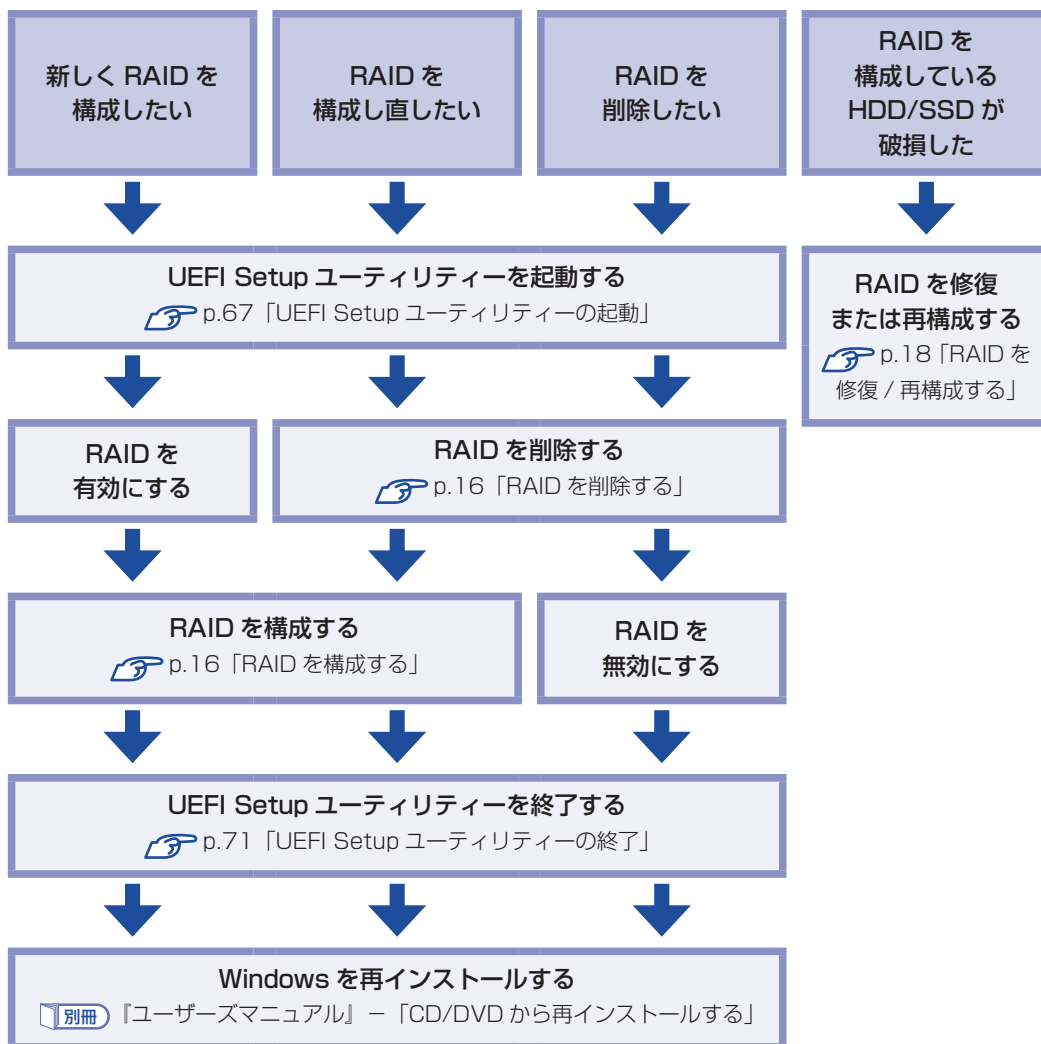 新しく RAID を
構成したい
RAID を
構成し直したい
RAID を
削除したい
RAID を
構成している
HDD/SSD が
破損した
UEFI Setup ユーティリティーを起動する
p.67「UEFI Setup ユーティリティーの起動」
RAID を修復
または再構成する
p.18「RAID を
修復 / 再構成する」
RAID を
有効にする
RAID を削除する
p.16「RAID を削除する」
RAID を構成する
p.16「RAID を構成する」
RAID を
無効にする
UEFI Setup ユーティリティーを終了する
p.71「UEFI Setup ユーティリティーの終了」
Windows を再インストールする
別冊 『ユーザーズマニュアル』－「CD/DVD から再インストールする」